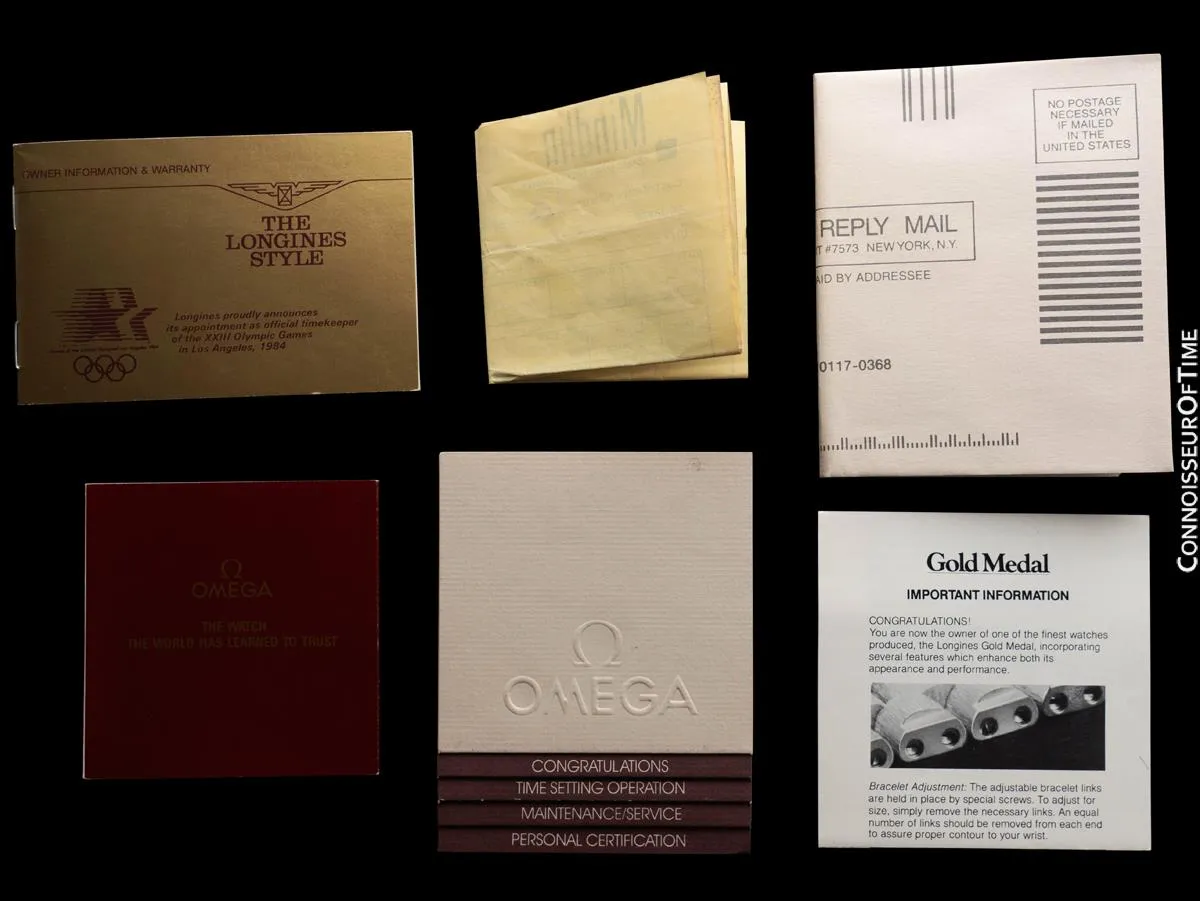 OWNER INFORMATION & WARRANTY
THE
LONGINES
STYLE
Longines proudly announces
its appointment as official timekeeper
of the XXIII Olympic Games
in Los Angeles, 1984
Mindlin
NO POSTAGE
NECESSARY
IF MAILED
IN THE
UNITED STATES
REPLY MAIL
#7573 NEW YORK, N.Y.
AID BY ADDRESSEE
0117-0368
Ω
OMEGA
THE WATCH
THE WORLD HAS LEARNED TO TRUST
Ω
OMEGA
CONGRATULATIONS
TIME SETTING OPERATION
MAINTENANCE/SERVICE
PERSONAL CERTIFICATION
Gold Medal
IMPORTANT INFORMATION
CONGRATULATIONS!
You are now the owner of one of the finest watches
produced, the Longines Gold Medal, incorporating
several features which enhance both its
appearance and performance.
Bracelet Adjustment: The adjustable bracelet links
are held in place by special screws. To adjust for
size, simply remove the necessary links. An equal
number of links should be removed from each end
to assure proper contour to your wrist.
CONNOISSEUROFTIME